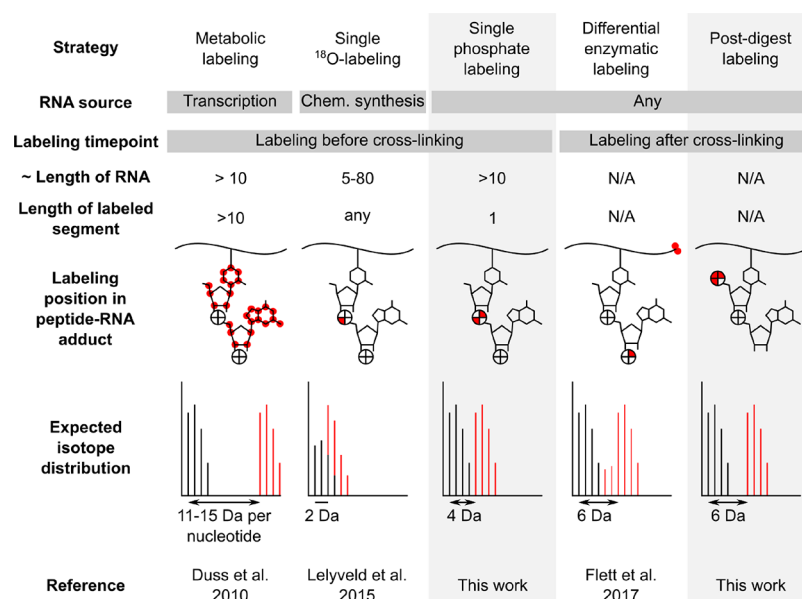 Strategy
Metabolic
labeling
Single
18O-labeling
Single
phosphate
labeling
Differential
enzymatic
labeling
Post-digest
labeling
RNA source
Transcription
Chem. synthesis
Any
Labeling timepoint
Labeling before cross-linking
Labeling after cross-linking
~ Length of RNA
> 10
5-80
>10
N/A
N/A
Length of labeled
segment
>10
any
1
N/A
N/A
Labeling
position in
peptide-RNA
adduct
Expected
isotope
distribution
11-15 Da per
nucleotide
2 Da
4 Da
6 Da
6 Da
Reference
Duss et al.
2010
Lelyveld et al.
2015
This work
Flett et al.
2017
This work